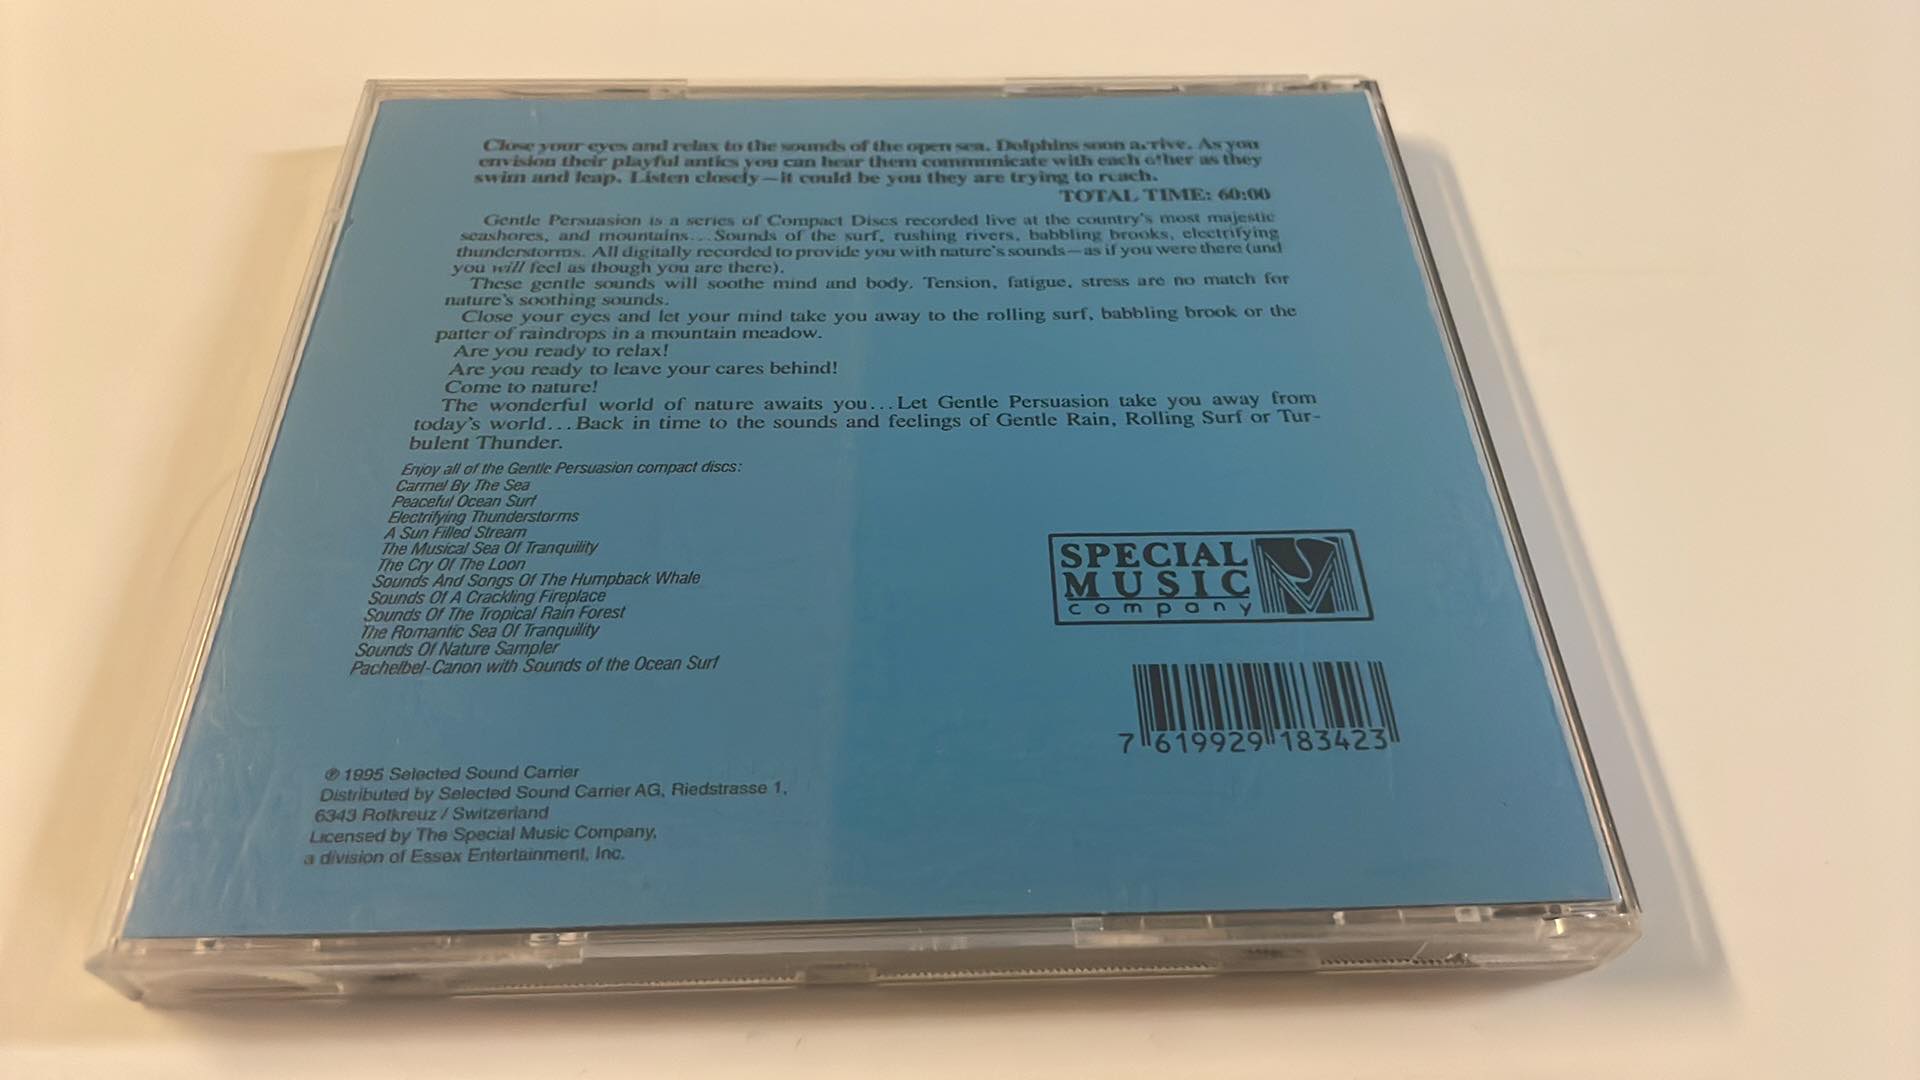 Close your eyes and relax to the sounds of the open sea. Dolphins soon arrive. As you
envision their playful antics you can hear them communicate with each other as they
swim and leap. Listen closely—it could be you they are trying to reach.
TOTAL TIME: 60:00
Gentle Persuasion is a series of Compact Discs recorded live at the country's most majestic
seashores, and mountains...Sounds of the surf, rushing rivers, babbling brooks, electrifying
thunderstorms. All digitally recorded to provide you with nature's sounds—as if you were there (and
you will feel as though you are there).
These gentle sounds will soothe mind and body. Tension, fatigue, stress are no match for
nature's soothing sounds.
Close your eyes and let your mind take you away to the rolling surf, babbling brook or the
patter of raindrops in a mountain meadow.
Are you ready to relax!
Are you ready to leave your cares behind!
Come to nature!
The wonderful world of nature awaits you...Let Gentle Persuasion take you away from
today's world...Back in time to the sounds and feelings of Gentle Rain, Rolling Surf or Tur-
bulent Thunder.
Enjoy all of the Gentle Persuasion compact discs:
Carmel By The Sea
Peaceful Ocean Surf
Electrifying Thunderstorms
A Sun Filled Stream
The Musical Sea Of Tranquility
The Cry Of The Loon
Sounds And Songs Of The Humpback Whale
Sounds Of A Crackling Fireplace
Sounds Of The Tropical Rain Forest
The Romantic Sea Of Tranquility
Sounds Of Nature Sampler
Pachelbel-Canon with Sounds of the Ocean Surf
SPECIAL
MUSIC
company
7 619929 183423
℗ 1995 Selected Sound Carrier
Distributed by Selected Sound Carrier AG, Riedstrasse 1,
6343 Rotkreuz / Switzerland
Licensed by The Special Music Company,
a division of Essex Entertainment, Inc.